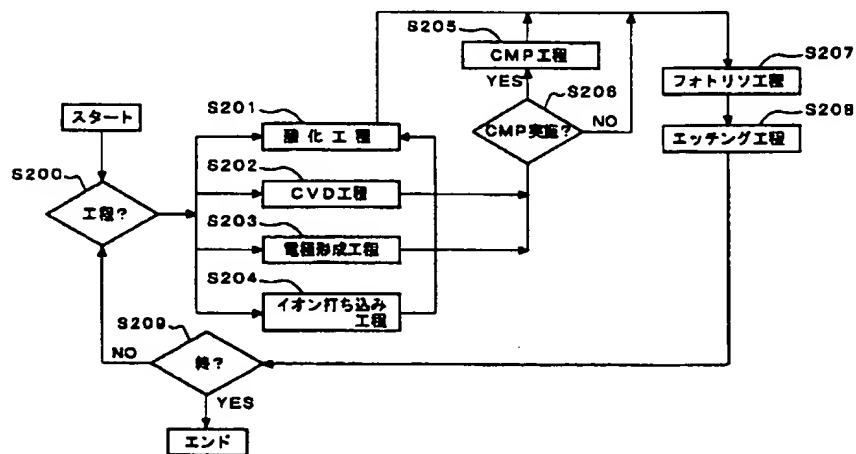 S205
CMP工程
YES
S207
フォトリソ工程
S206
CMP実施?
NO
S208
エッチング工程
スタート
S201
酸化工程
S200
工程?
S202
CVD工程
S203
電極形成工程
S204
イオン打ち込み
工程
S209
終?
NO
YES
エンド